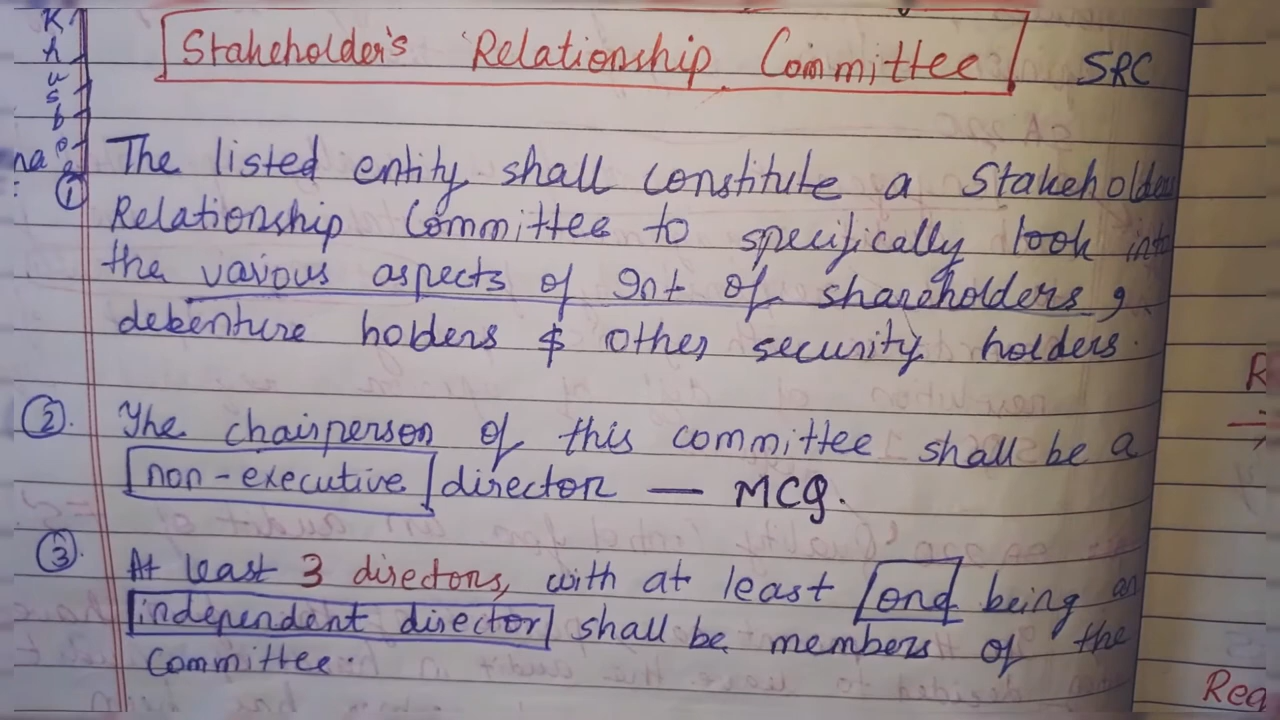 Stakeholder's Relationship Committee SRC
① The listed entity shall constitute a Stakeholder
Relationship Committee to specifically look into
the various aspects of Int of shareholders,
debenture holders & other security holders.
②. The chairperson of this committee shall be a
non-executive director — MCQ.
③. At least 3 directors, with at least one being an
independent director shall be members of the
Committee.